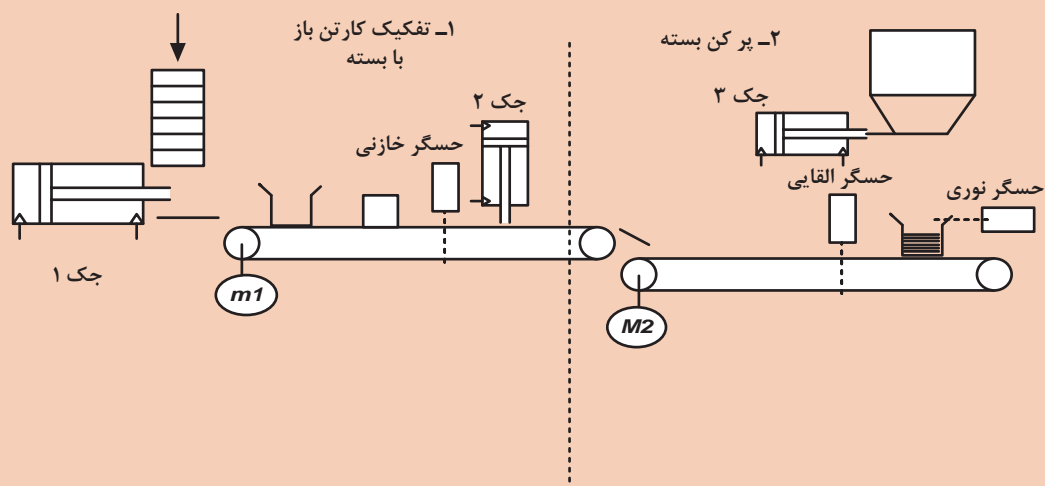 ۱ـ تفکیک کارتن باز
با بسته
۲ـ پر کن بسته
جک ۲
حسگر خازنی
جک ۳
حسگر القایی
حسگر نوری
جک ۱
m1
M2